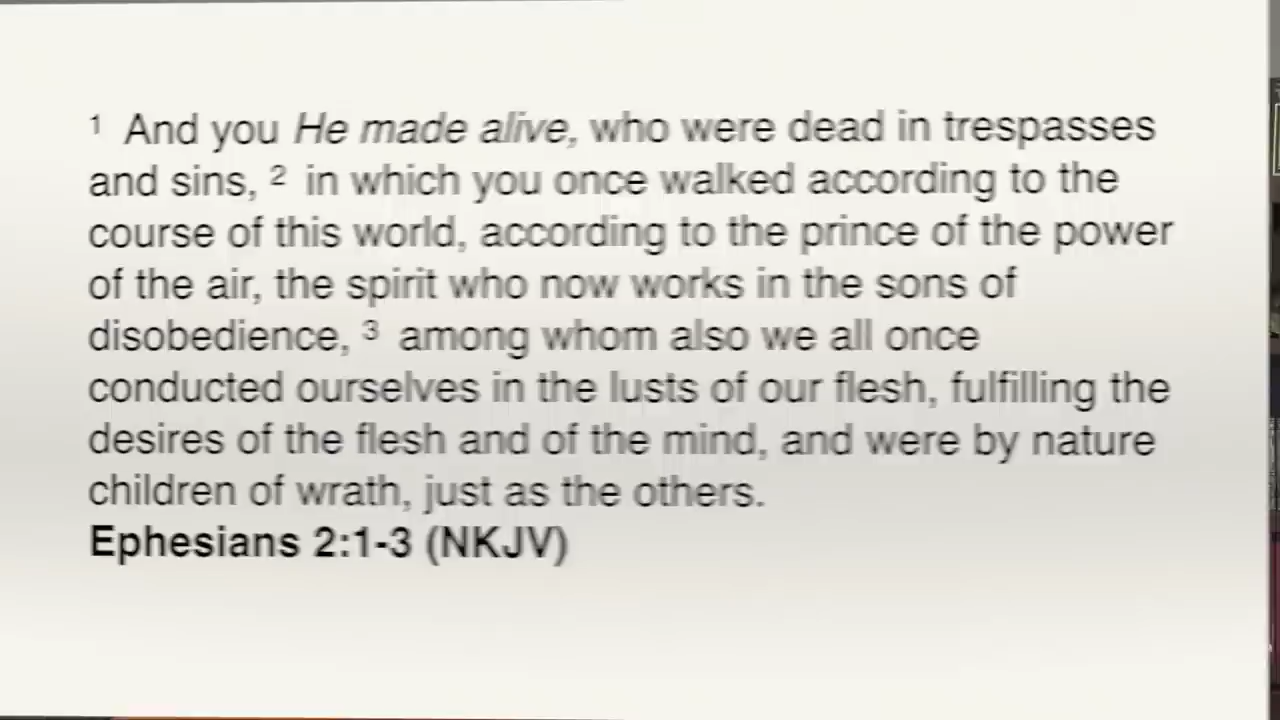 1 And you He made alive, who were dead in trespasses
and sins, 2 in which you once walked according to the
course of this world, according to the prince of the power
of the air, the spirit who now works in the sons of
disobedience, 3 among whom also we all once
conducted ourselves in the lusts of our flesh, fulfilling the
desires of the flesh and of the mind, and were by nature
children of wrath, just as the others.
Ephesians 2:1-3 (NKJV)